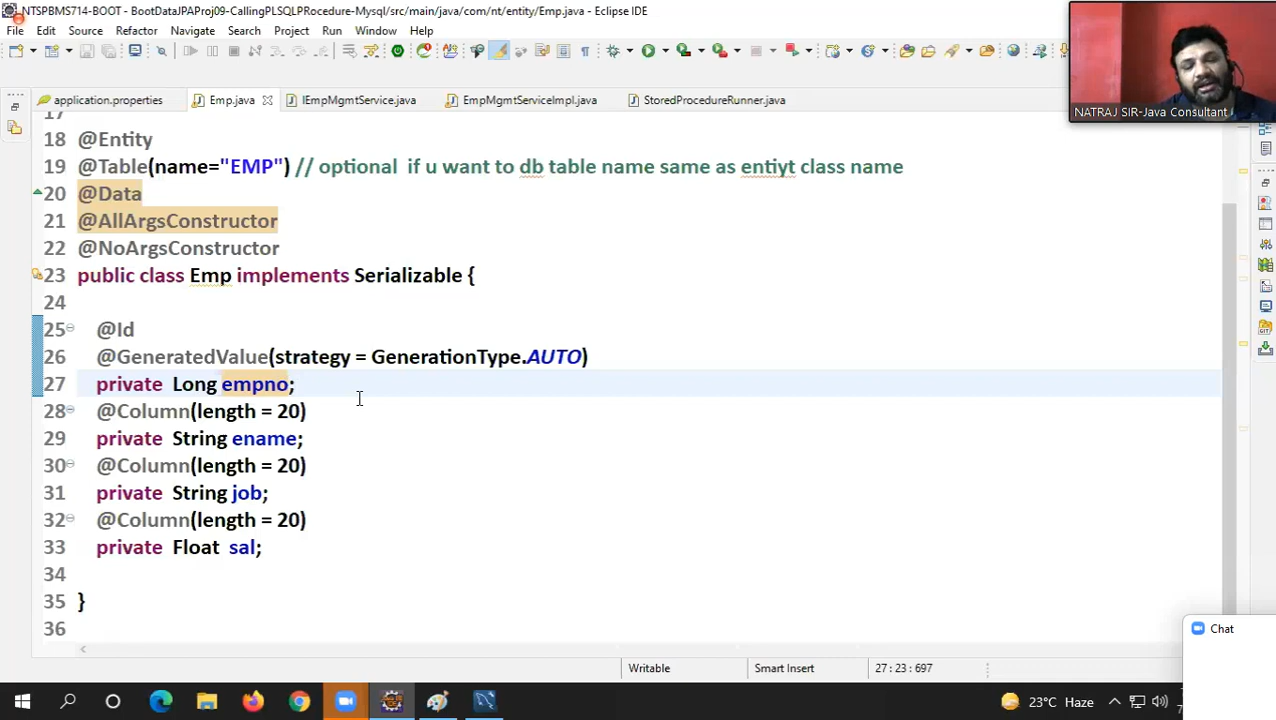 NTSPBMS714-BOOT - BootDataJPAProj09-CallingPLSQLPRocedure-Mysql/src/main/java/com/nt/entity/Emp.java - Eclipse IDE
File Edit Source Refactor Navigate Search Project Run Window Help
application.properties Emp.java IEmpMgmtService.java EmpMgmtServiceImpl.java StoredProcedureRunner.java
NATRAJ SIR-Java Consultant
17
18 @Entity
19 @Table(name="EMP") // optional if u want to db table name same as entiyt class name
20 @Data
21 @AllArgsConstructor
22 @NoArgsConstructor
23 public class Emp implements Serializable {
24
25 @Id
26 @GeneratedValue(strategy = GenerationType.AUTO)
27 private Long empno;
28 @Column(length = 20)
29 private String ename;
30 @Column(length = 20)
31 private String job;
32 @Column(length = 20)
33 private Float sal;
34
35 }
36
Chat
Writable Smart Insert 27 : 23 : 697
23°C Haze